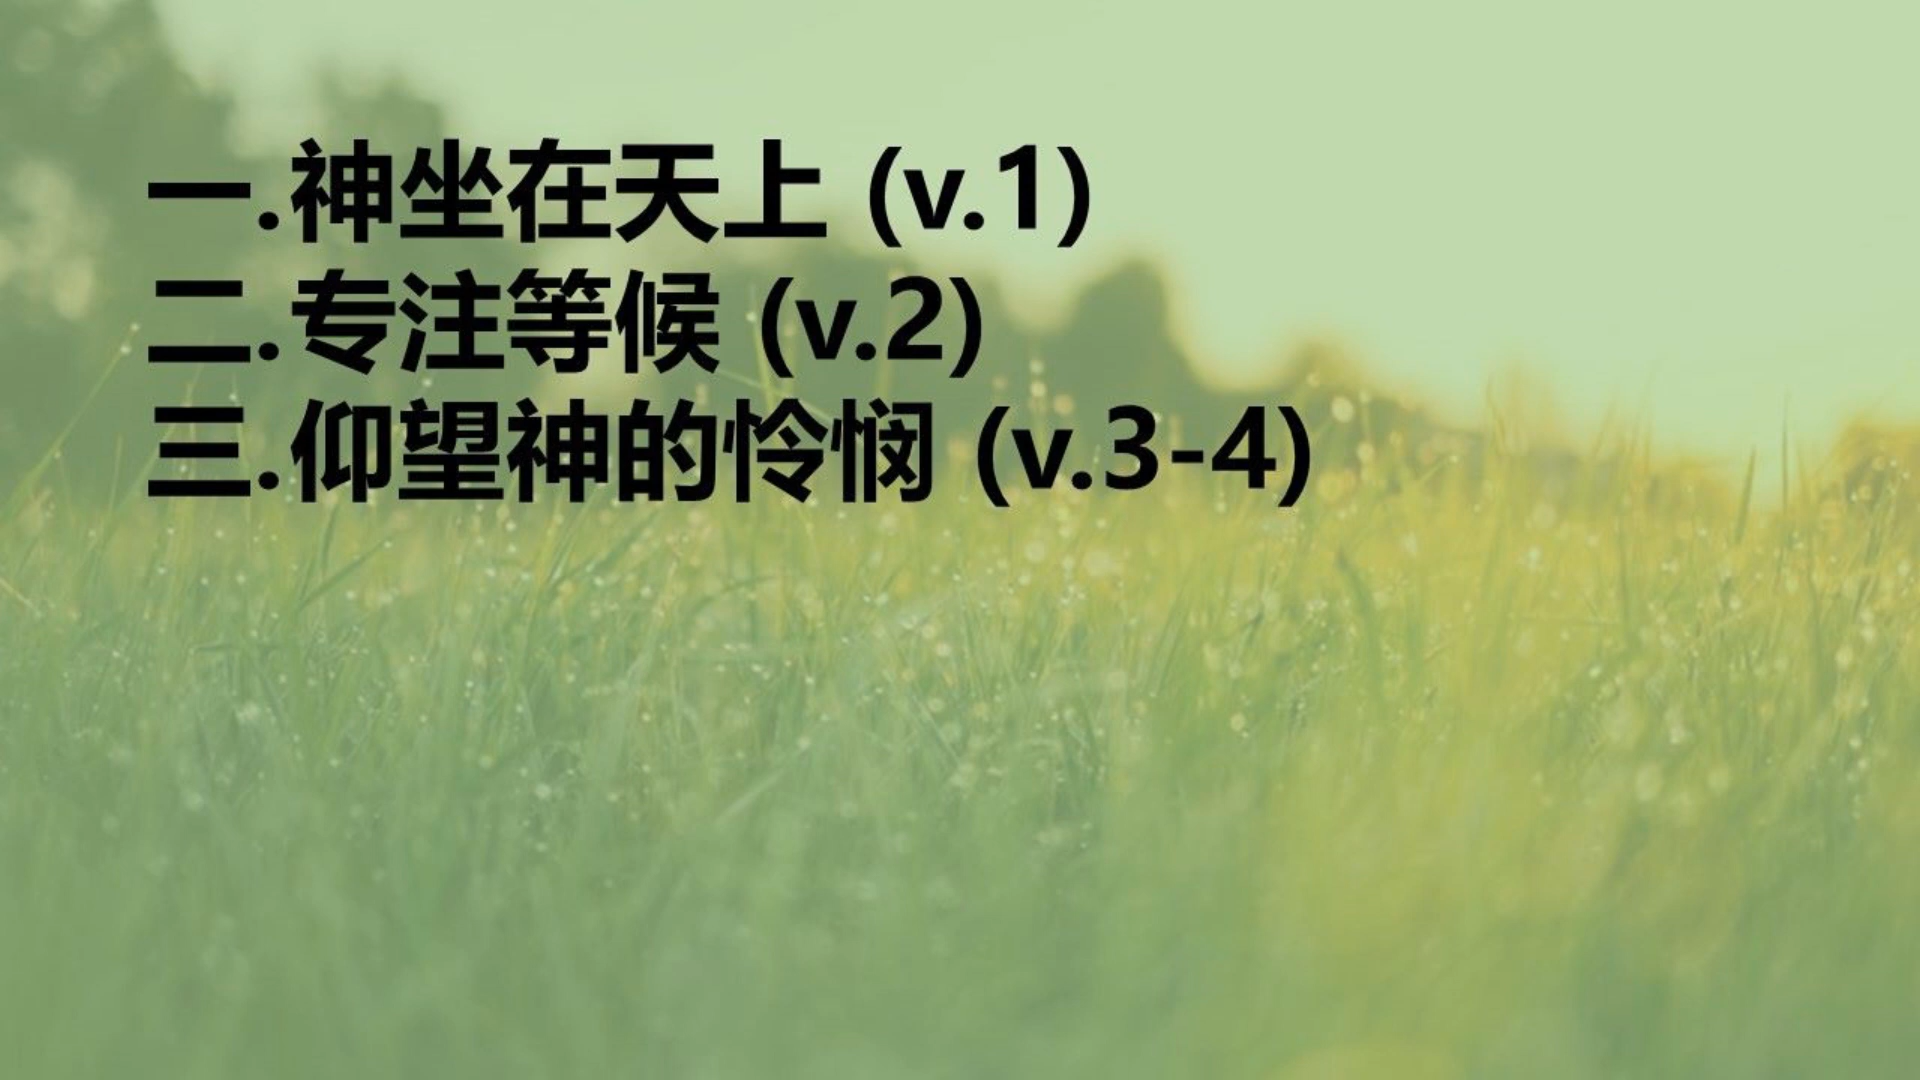 一.神坐在天上 (v.1)
二.专注等候 (v.2)
三.仰望神的怜悯 (v.3-4)